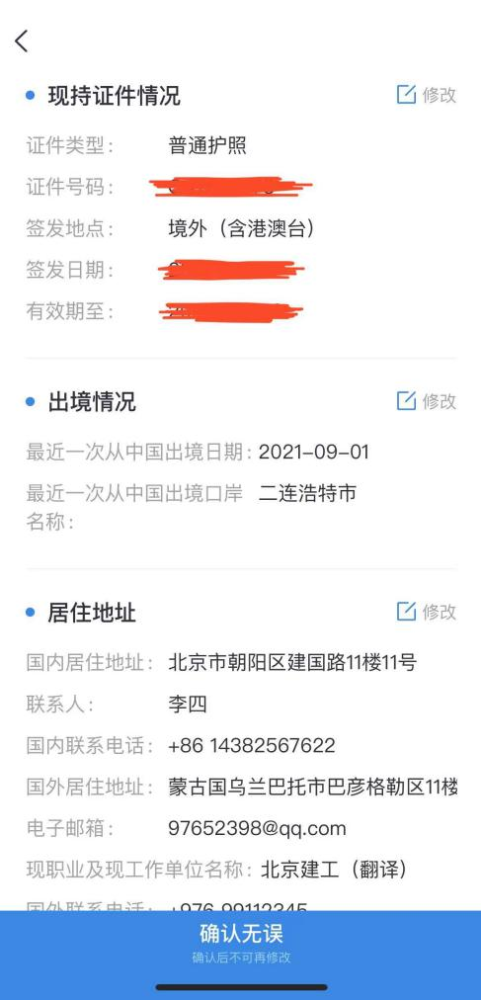 现持证件情况 修改
证件类型: 普通护照
证件号码:
签发地点: 境外（含港澳台）
签发日期:
有效期至:
出境情况 修改
最近一次从中国出境日期: 2021-09-01
最近一次从中国出境口岸 二连浩特市
名称:
居住地址 修改
国内居住地址: 北京市朝阳区建国路11楼11号
联系人: 李四
国内联系电话: +86 14382567622
国外居住地址: 蒙古国乌兰巴托市巴彦格勒区11楼
电子邮箱: 97652398@qq.com
现职业及现工作单位名称: 北京建工（翻译）
国外联系电话: +976 99112345
确认无误
确认后不可再修改